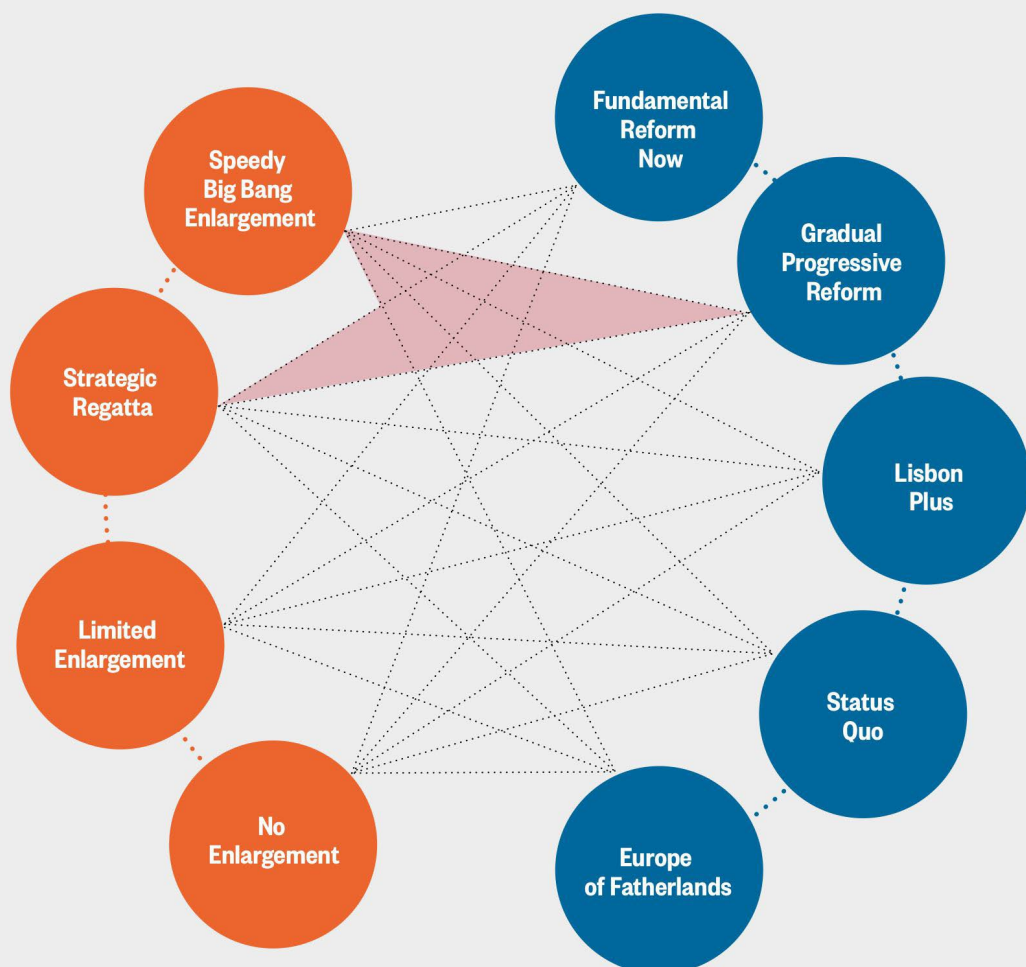 Speedy
Big Bang
Enlargement
Strategic
Regatta
Limited
Enlargement
No
Enlargement
Fundamental
Reform
Now
Gradual
Progressive
Reform
Lisbon
Plus
Status
Quo
Europe
of Fatherlands